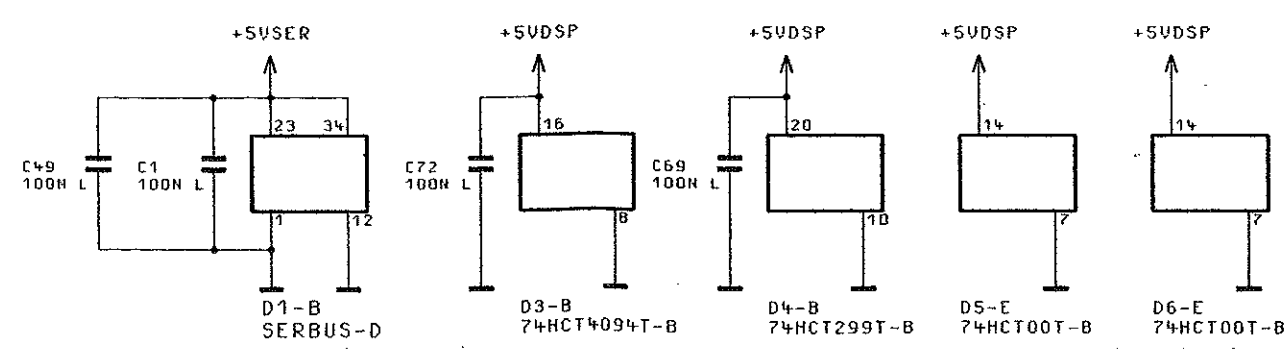 +5VSER
+5VDSP
+5VDSP
+5VDSP
+5VDSP
23 34
16
20
14
14
C49
100N L
C1
100N L
C72
100N L
C69
100N L
1
12
8
10
7
7
D1-B
SERBUS-D
D3-B
74HCT4094T-B
D4-B
74HCT299T-B
D5-E
74HCT00T-B
D6-E
74HCT00T-B